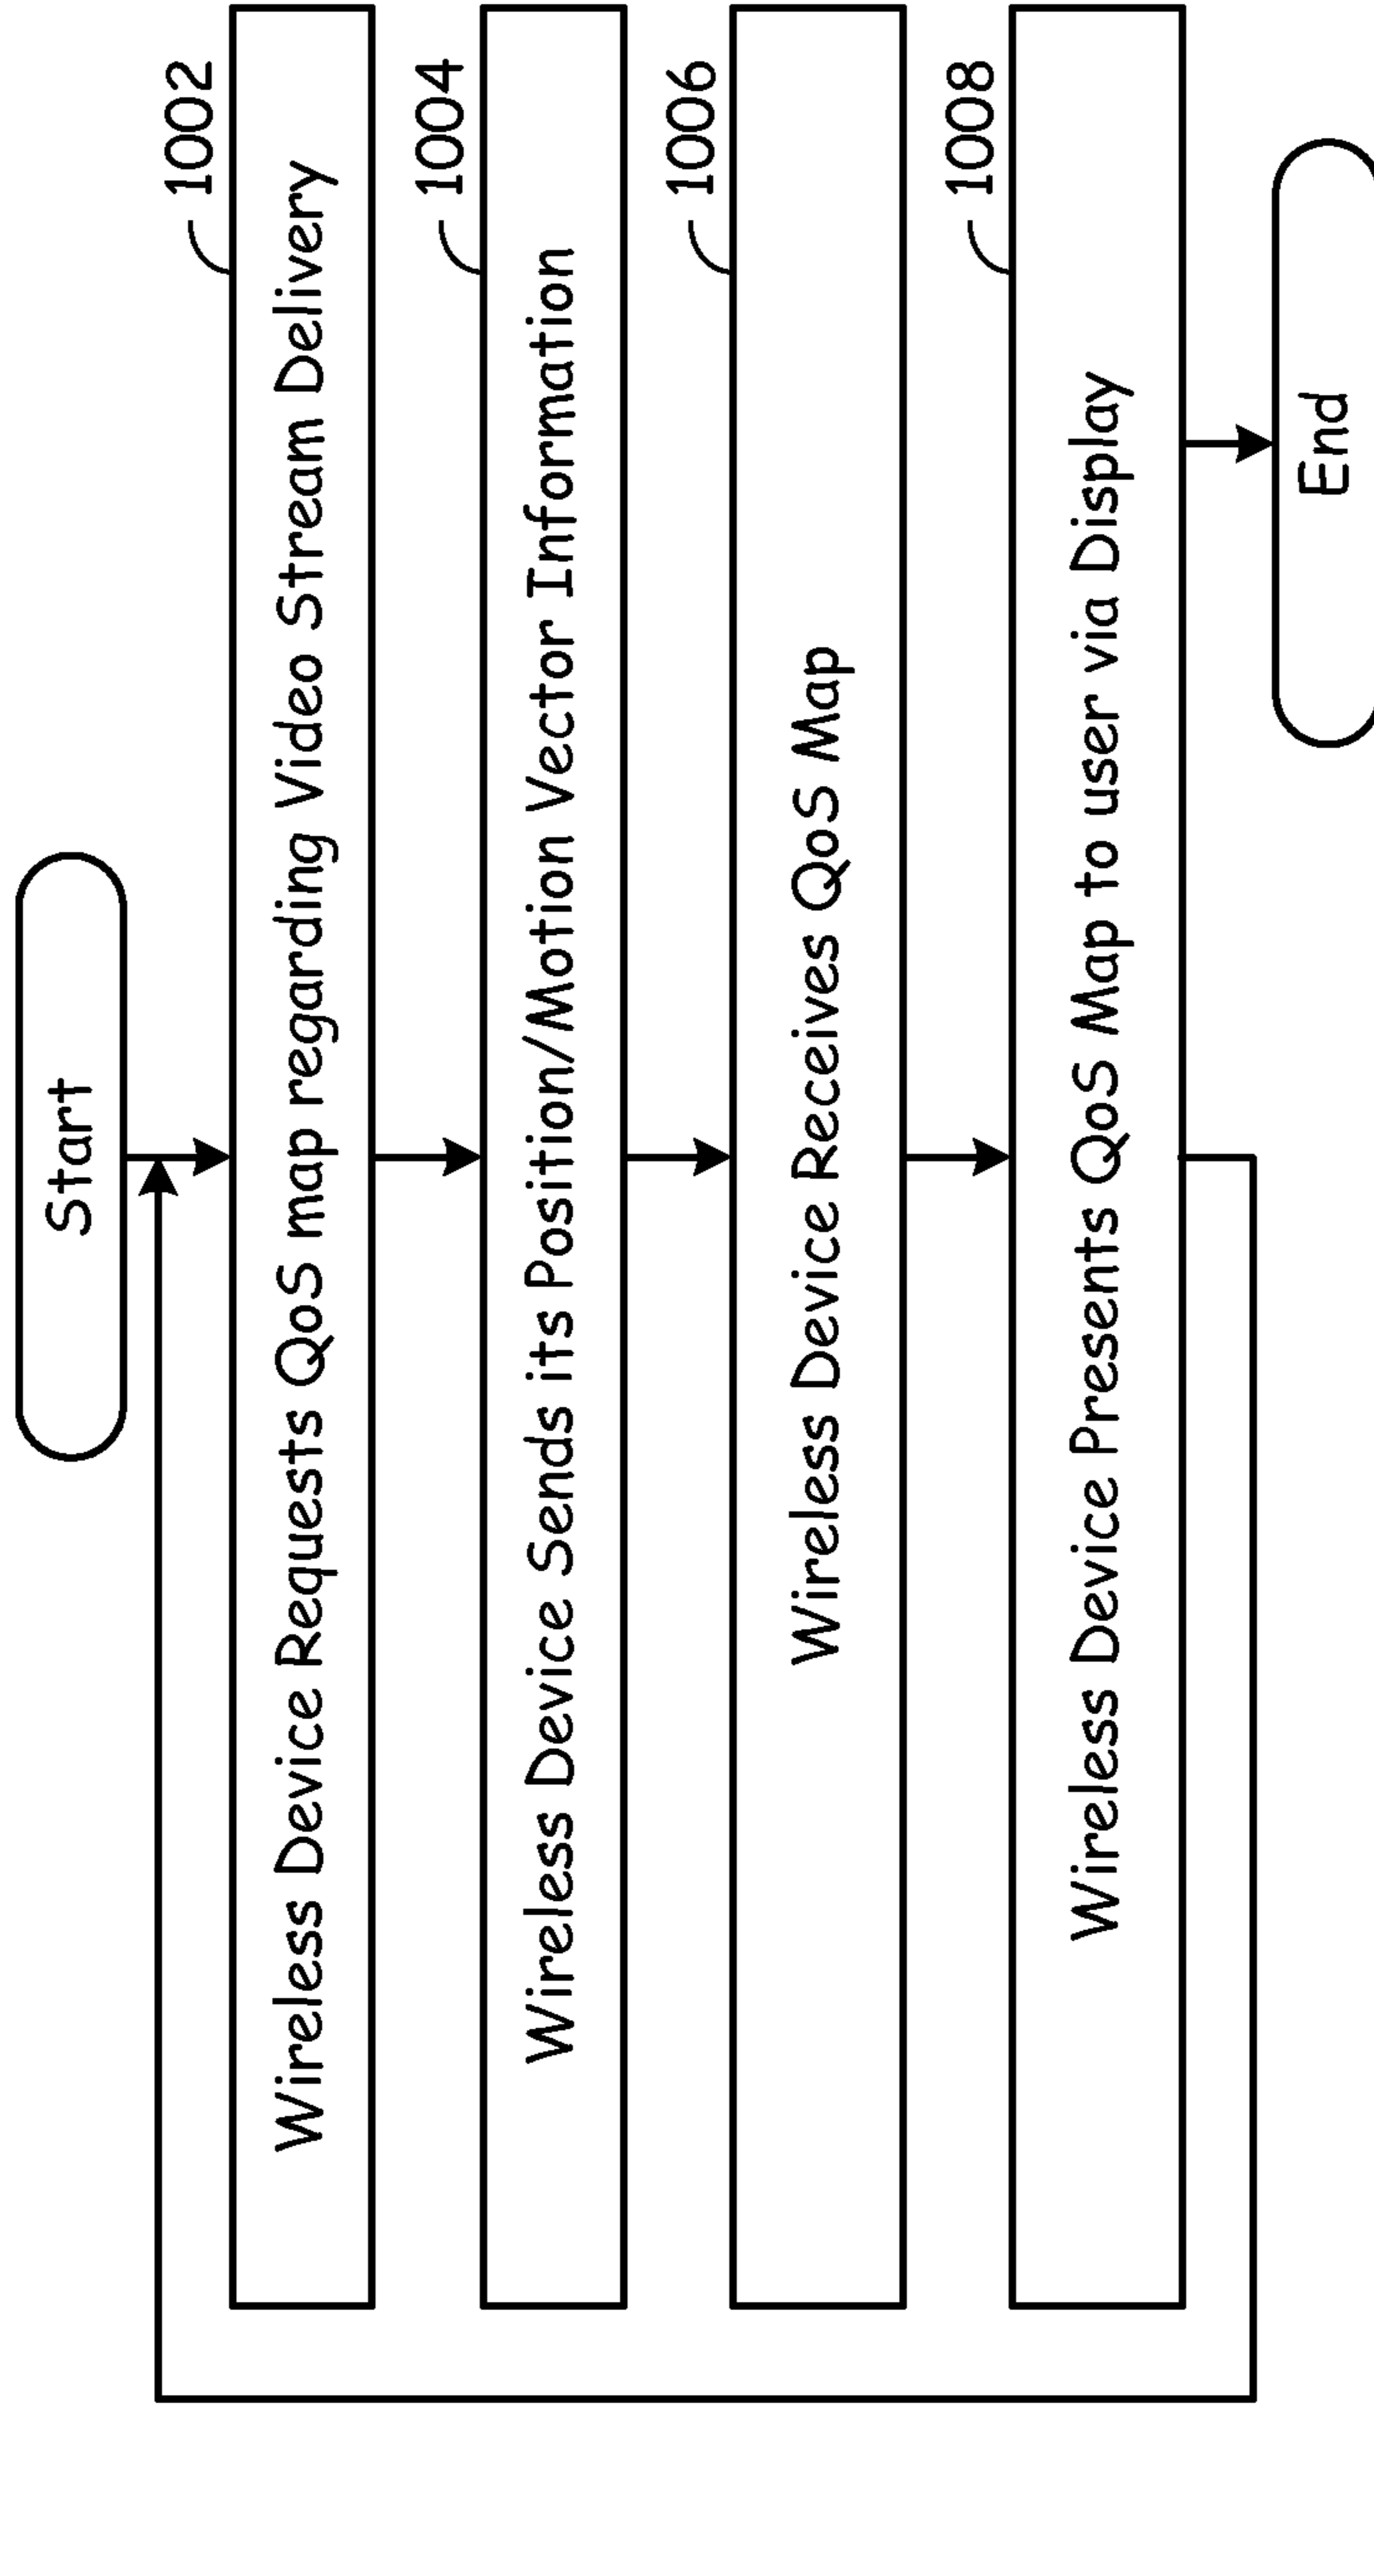 Start
1002
Wireless Device Requests QoS map regarding Video Stream Delivery
1004
Wireless Device Sends its Position/Motion Vector Information
1006
Wireless Device Receives QoS Map
1008
Wireless Device Presents QoS Map to user via Display
End